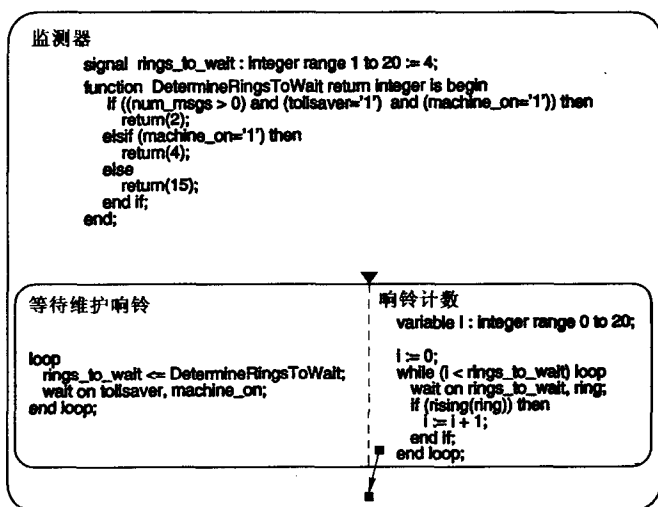 监测器
signal rings_to_wait : integer range 1 to 20 := 4;
function DetermineRingsToWait return integer is begin
if ((num_msgs > 0) and (tollsaver='1') and (machine_on='1')) then
return(2);
elsif (machine_on='1') then
return(4);
else
return(15);
end if;
end;
等待维护响铃
loop
rings_to_wait <= DetermineRingsToWait;
wait on tollsaver, machine_on;
end loop;
响铃计数
variable i : integer range 0 to 20;
i := 0;
while (i < rings_to_wait) loop
wait on rings_to_wait, ring;
if (rising(ring)) then
i := i + 1;
end if;
end loop;